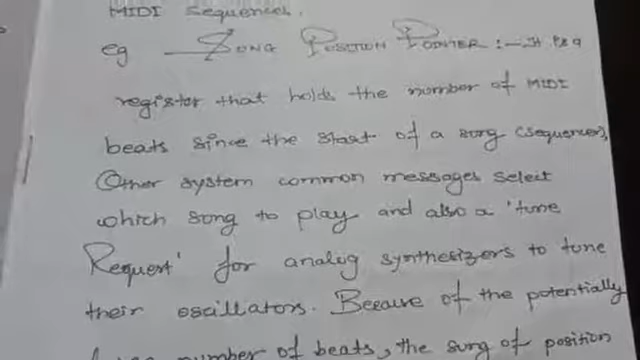 MIDI sequences.
eg SONG POSITION POINTER :- It is a
register that holds the number of MIDI
beats since the start of a song (sequencer),
Other system common messages select
which song to play and also a 'tune
Request' for analog synthesizers to tune
their oscillators. Because of the potentially
number of beats, the song of position